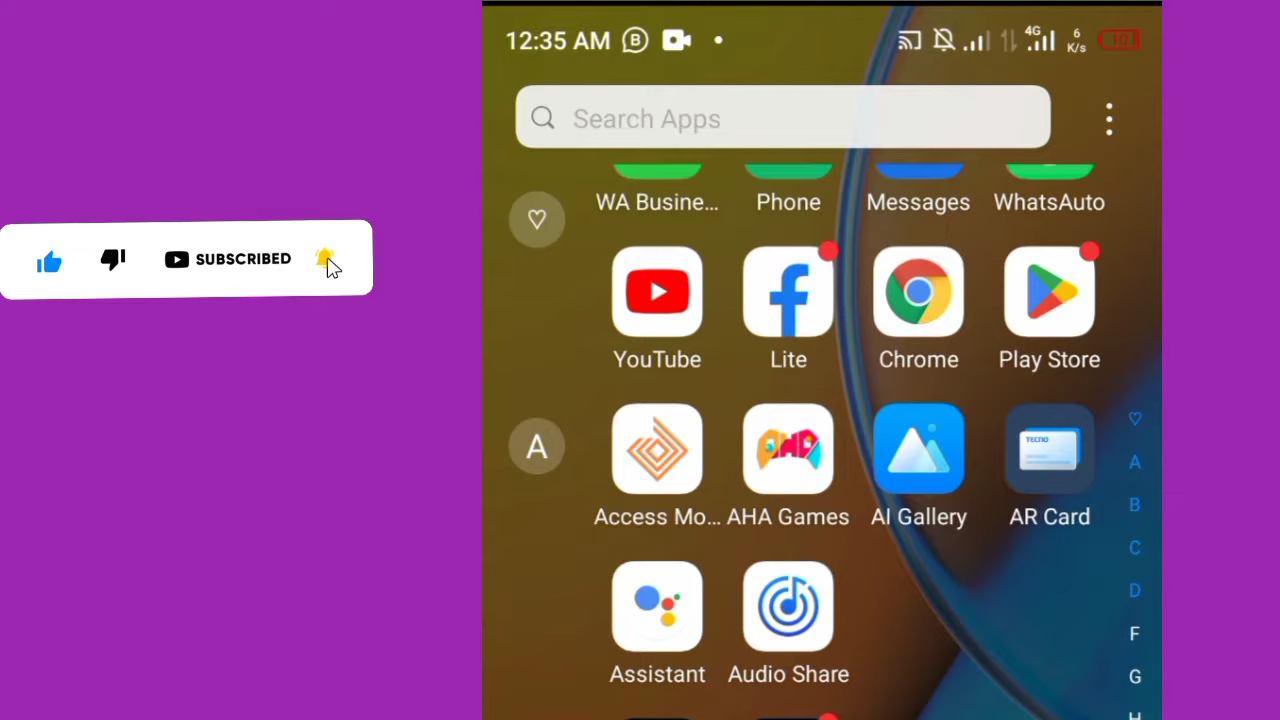 12:35 AM
4G
6
K/s
10
Search Apps
WA Busine... Phone Messages WhatsAuto
SUBSCRIBED
YouTube Lite Chrome Play Store
A
TECNO
Access Mo... AHA Games AI Gallery AR Card
Assistant Audio Share
A
B
C
D
F
G
H